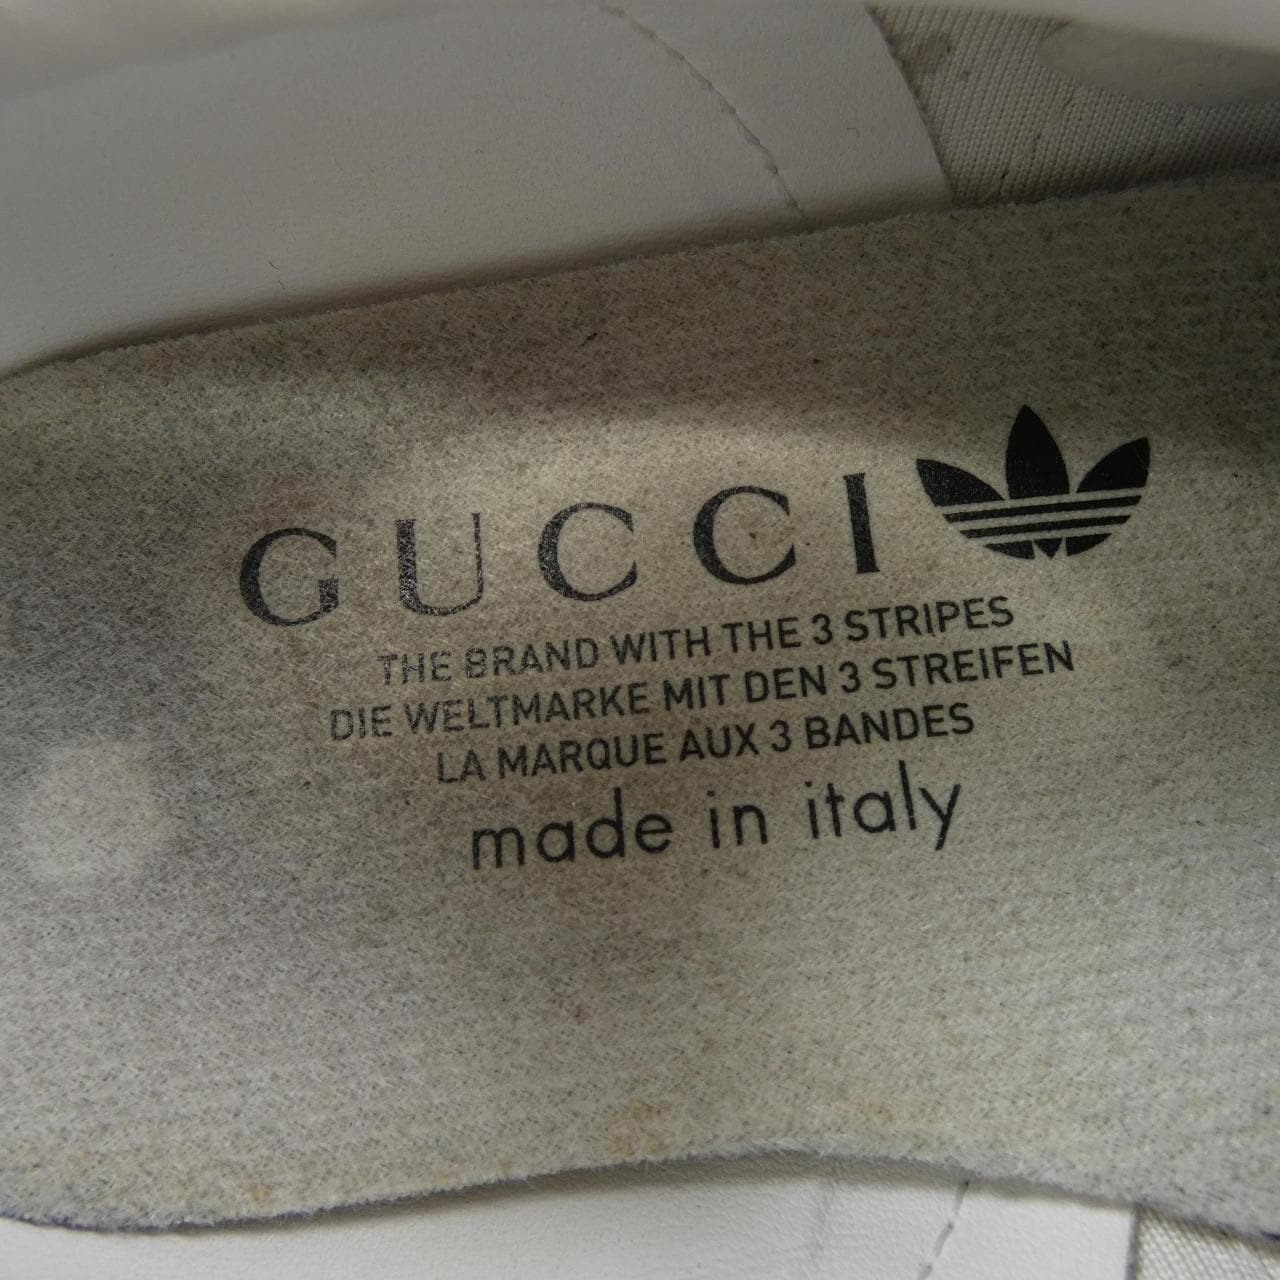 GUCCI
THE BRAND WITH THE 3 STRIPES
DIE WELTMARKE MIT DEN 3 STREIFEN
LA MARQUE AUX 3 BANDES
made in italy